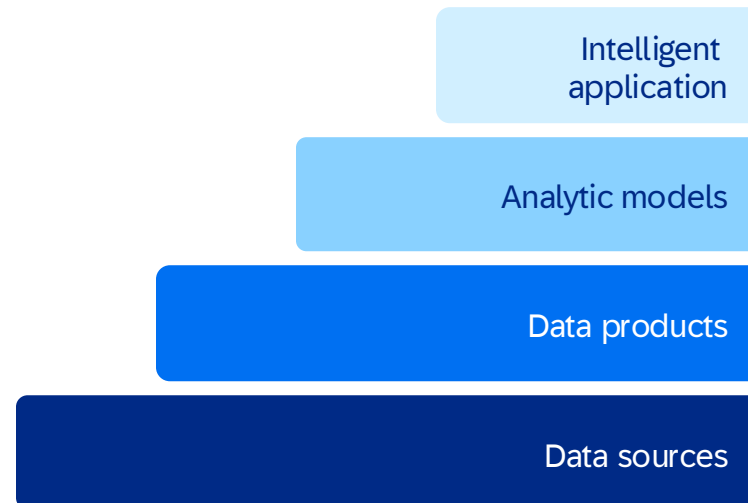 Intelligent
application
Analytic models
Data products
Data sources